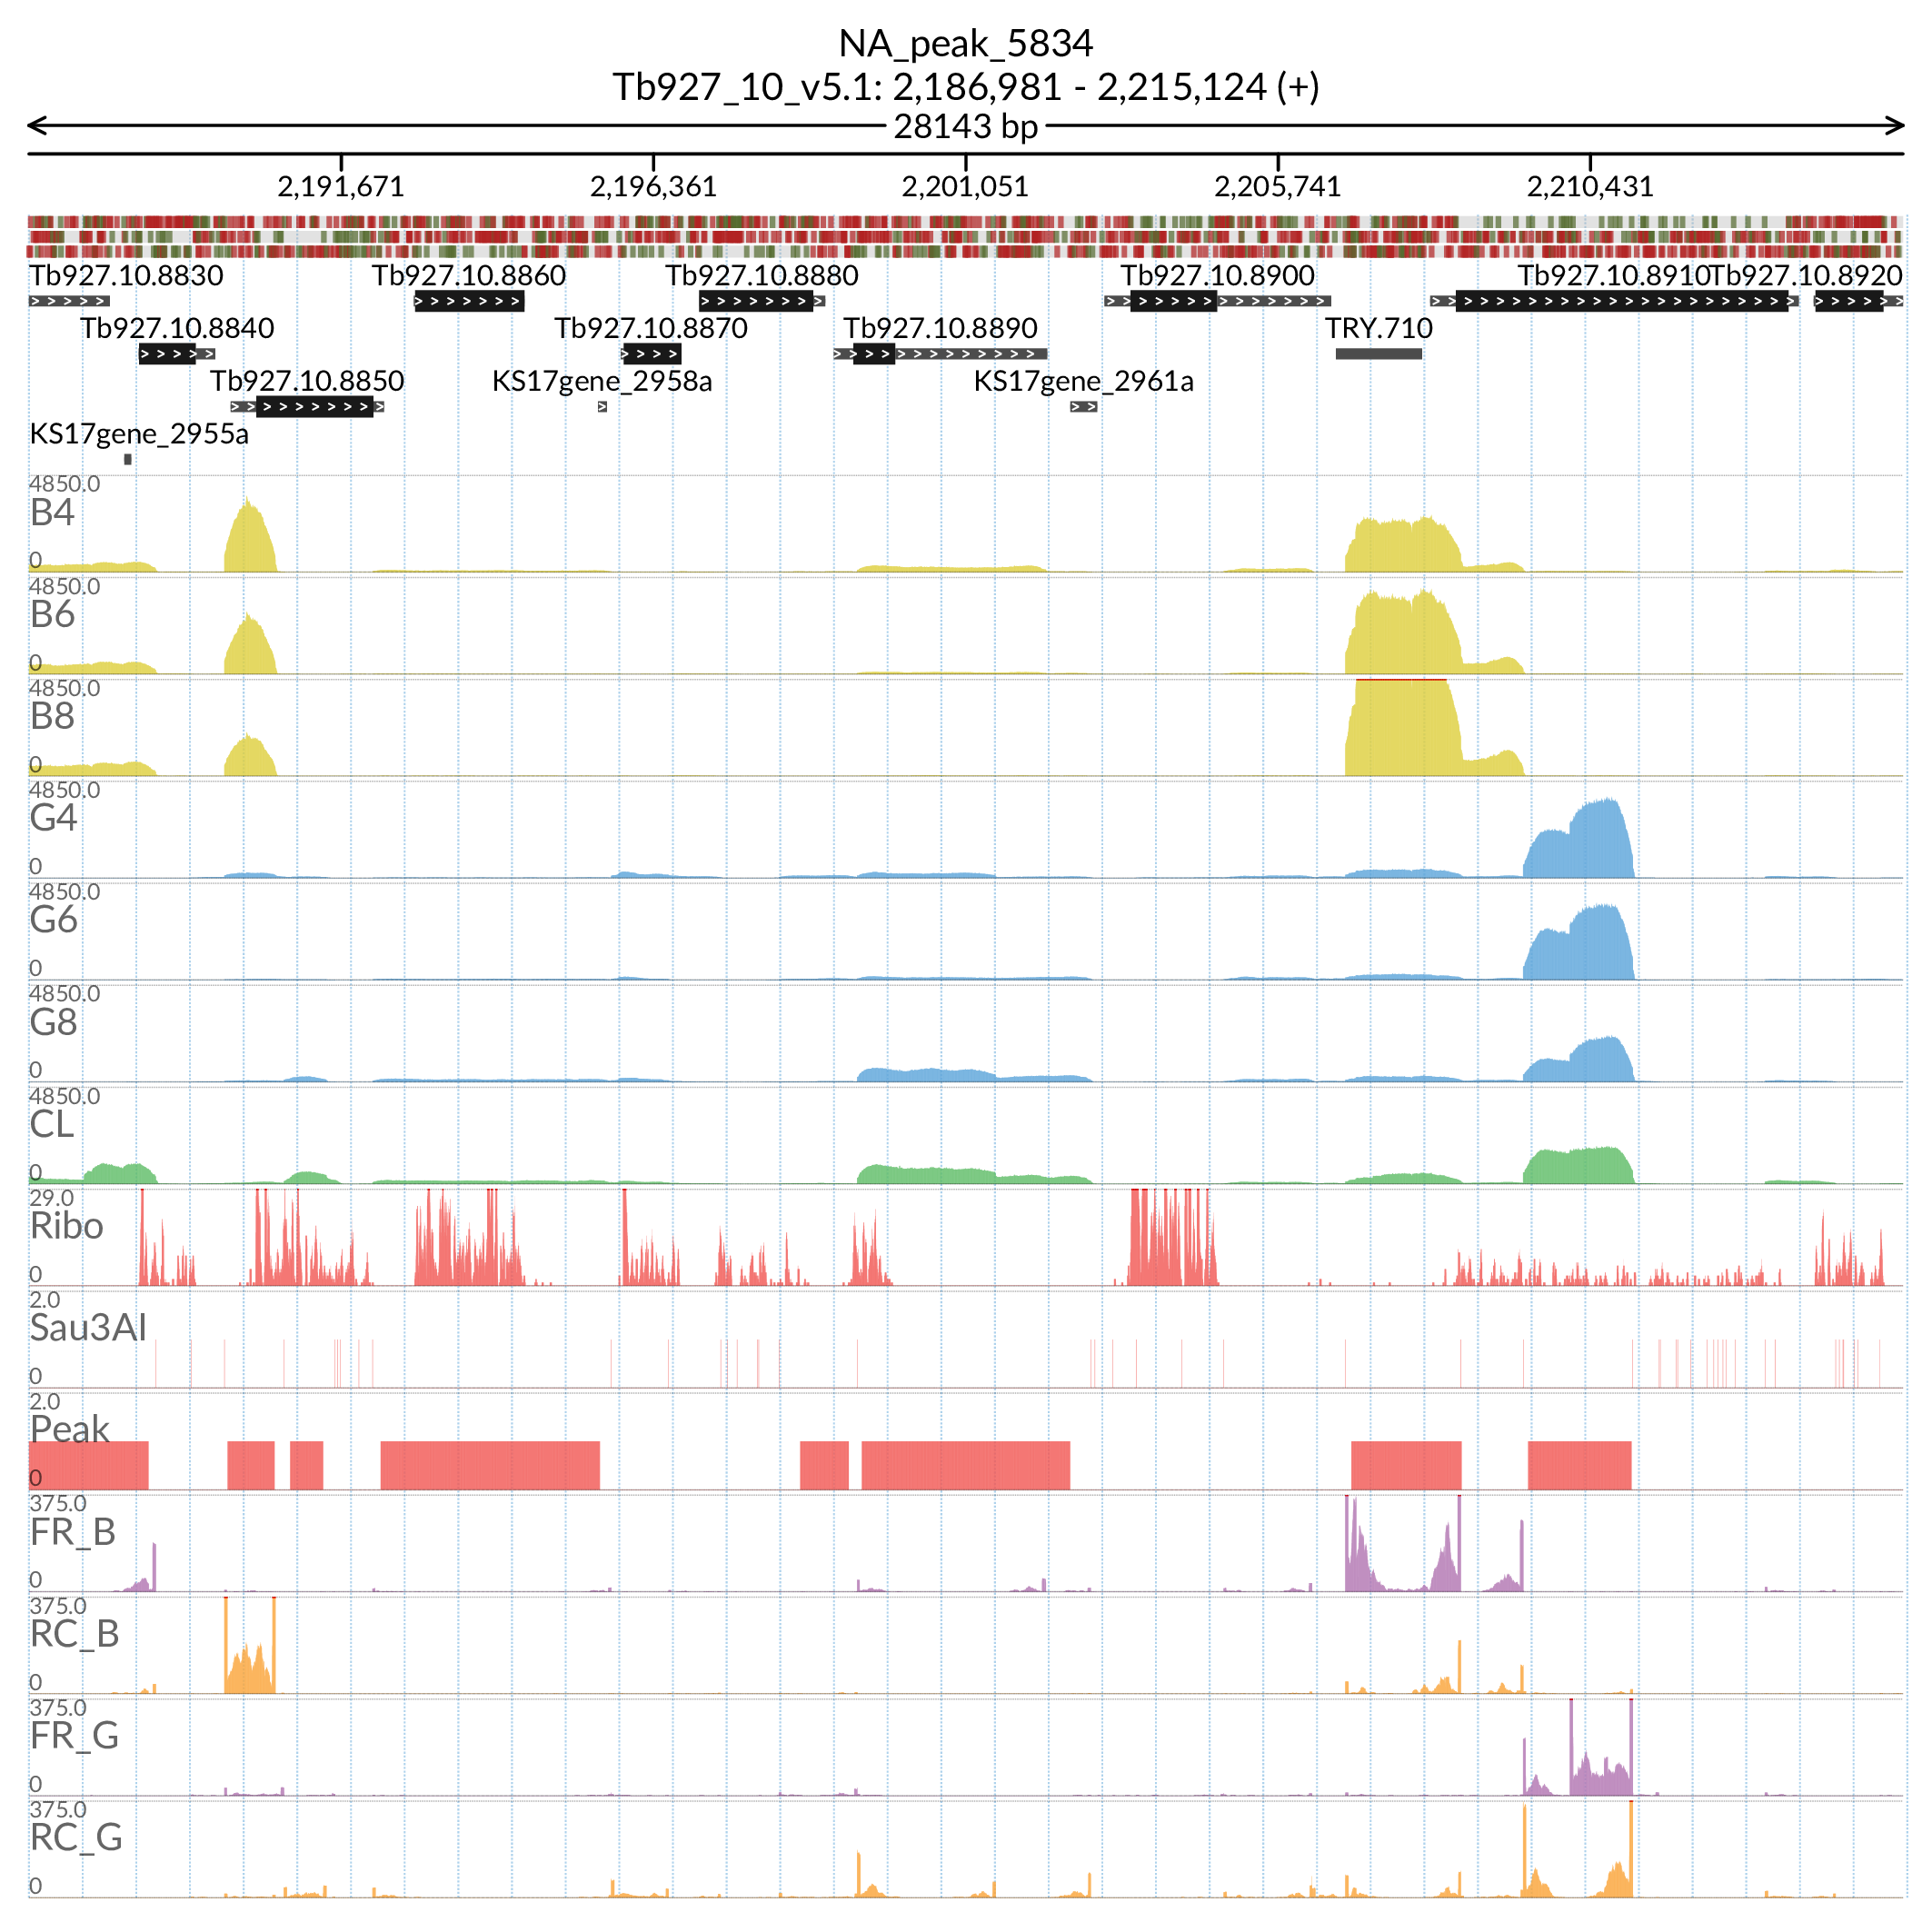 NA_peak_5834
Tb927_10_v5.1: 2,186,981 - 2,215,124 (+)
28143 bp
2,191,671 2,196,361 2,201,051 2,205,741 2,210,431
Tb927.10.8830 Tb927.10.8860 Tb927.10.8880 Tb927.10.8900 Tb927.10.8910 Tb927.10.8920
Tb927.10.8840 Tb927.10.8870 Tb927.10.8890 TRY.710
Tb927.10.8850 KS17gene_2958a KS17gene_2961a
KS17gene_2955a
4850.0
B4
0
4850.0
B6
0
4850.0
B8
0
4850.0
G4
0
4850.0
G6
0
4850.0
G8
0
4850.0
CL
0
29.0
Ribo
0
2.0
Sau3AI
0
2.0
Peak
0
375.0
FR_B
0
375.0
RC_B
0
375.0
FR_G
0
375.0
RC_G
0